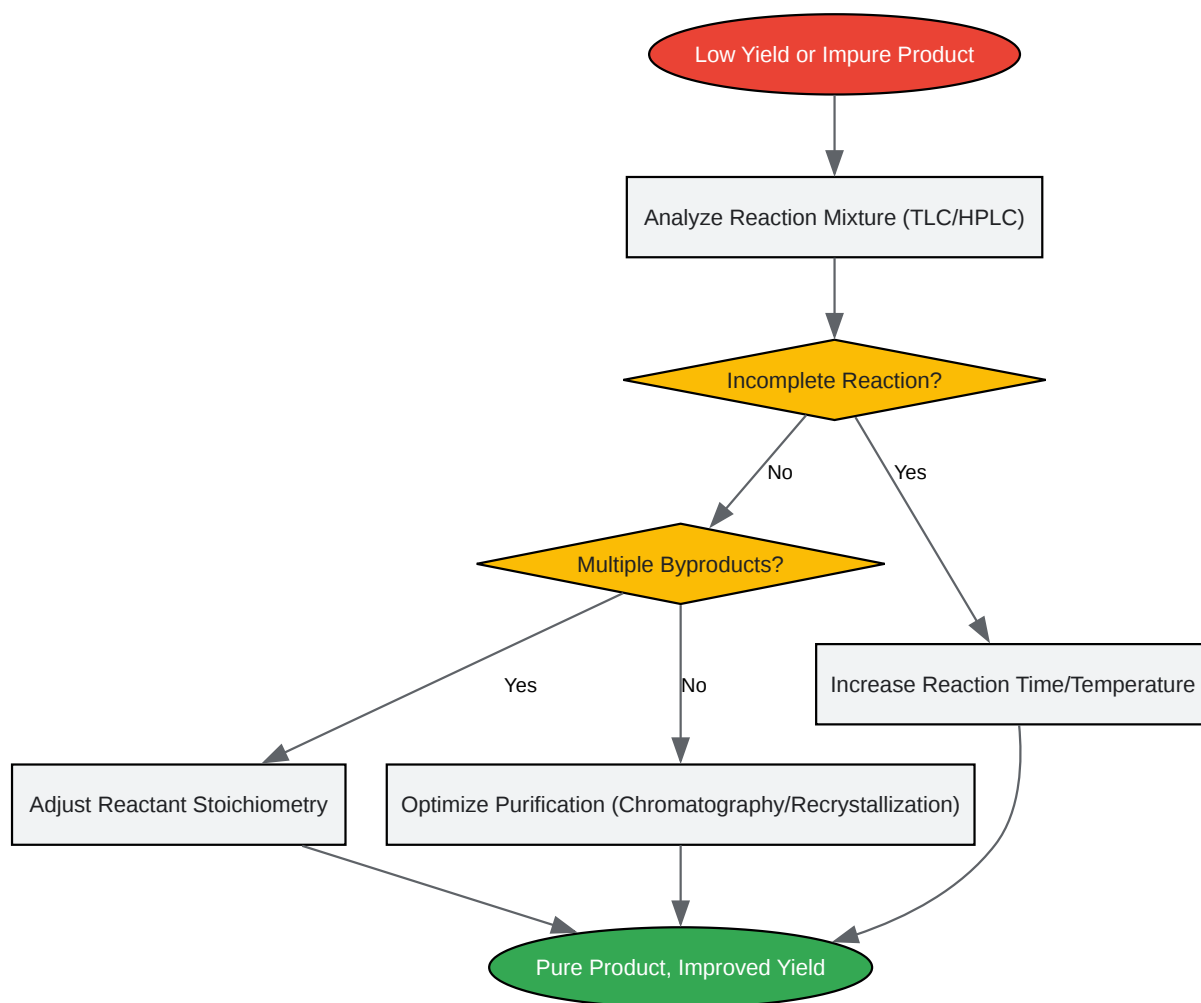 Low Yield or Impure Product
Analyze Reaction Mixture (TLC/HPLC)
Incomplete Reaction?
No
Yes
Multiple Byproducts?
Yes
No
Increase Reaction Time/Temperature
Adjust Reactant Stoichiometry
Optimize Purification (Chromatography/Recrystallization)
Pure Product, Improved Yield